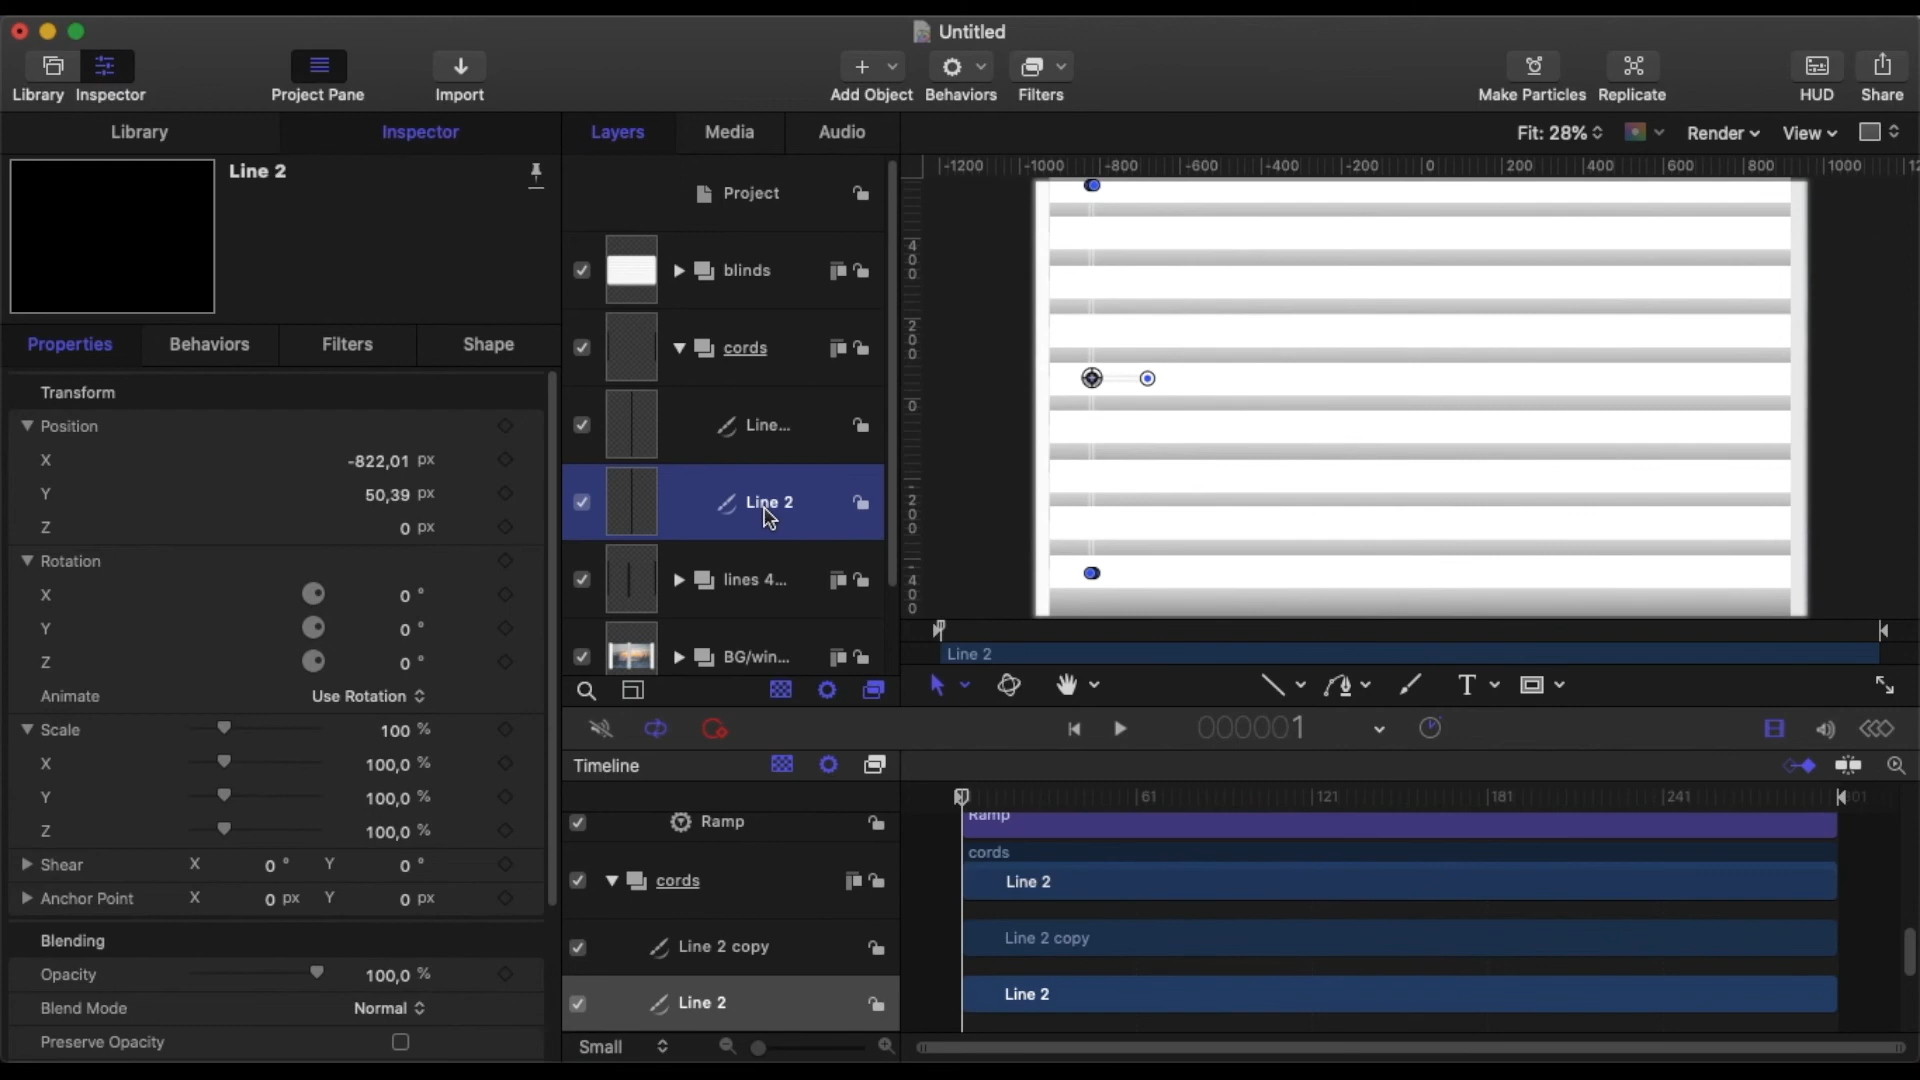 Untitled
Library Inspector Project Pane Import Add Object Behaviors Filters Make Particles Replicate HUD Share
Library Inspector Layers Media Audio Fit: 28% Render View
Line 2
-1200 -1000 -800 -600 -400 -200 0 200 400 600 800 1000
Project
blinds
cords
Properties Behaviors Filters Shape
Transform
Position
X -822,01 px
Y 50,39 px
Z 0 px
Line...
Line 2
Rotation
X 0 °
Y 0 °
Z 0 °
lines 4...
BG/win...
Line 2
Animate Use Rotation
Scale 100 %
X 100,0 %
Y 100,0 %
Z 100,0 %
T
000001
Timeline
61 121 181 241 301
Ramp
Ramp
cords
cords
Line 2
Line 2 copy
Line 2 copy
Line 2
Line 2
Shear X 0 ° Y 0 °
Anchor Point X 0 px Y 0 px
Blending
Opacity 100,0 %
Blend Mode Normal
Preserve Opacity
Small
400
200
0
-200
-400